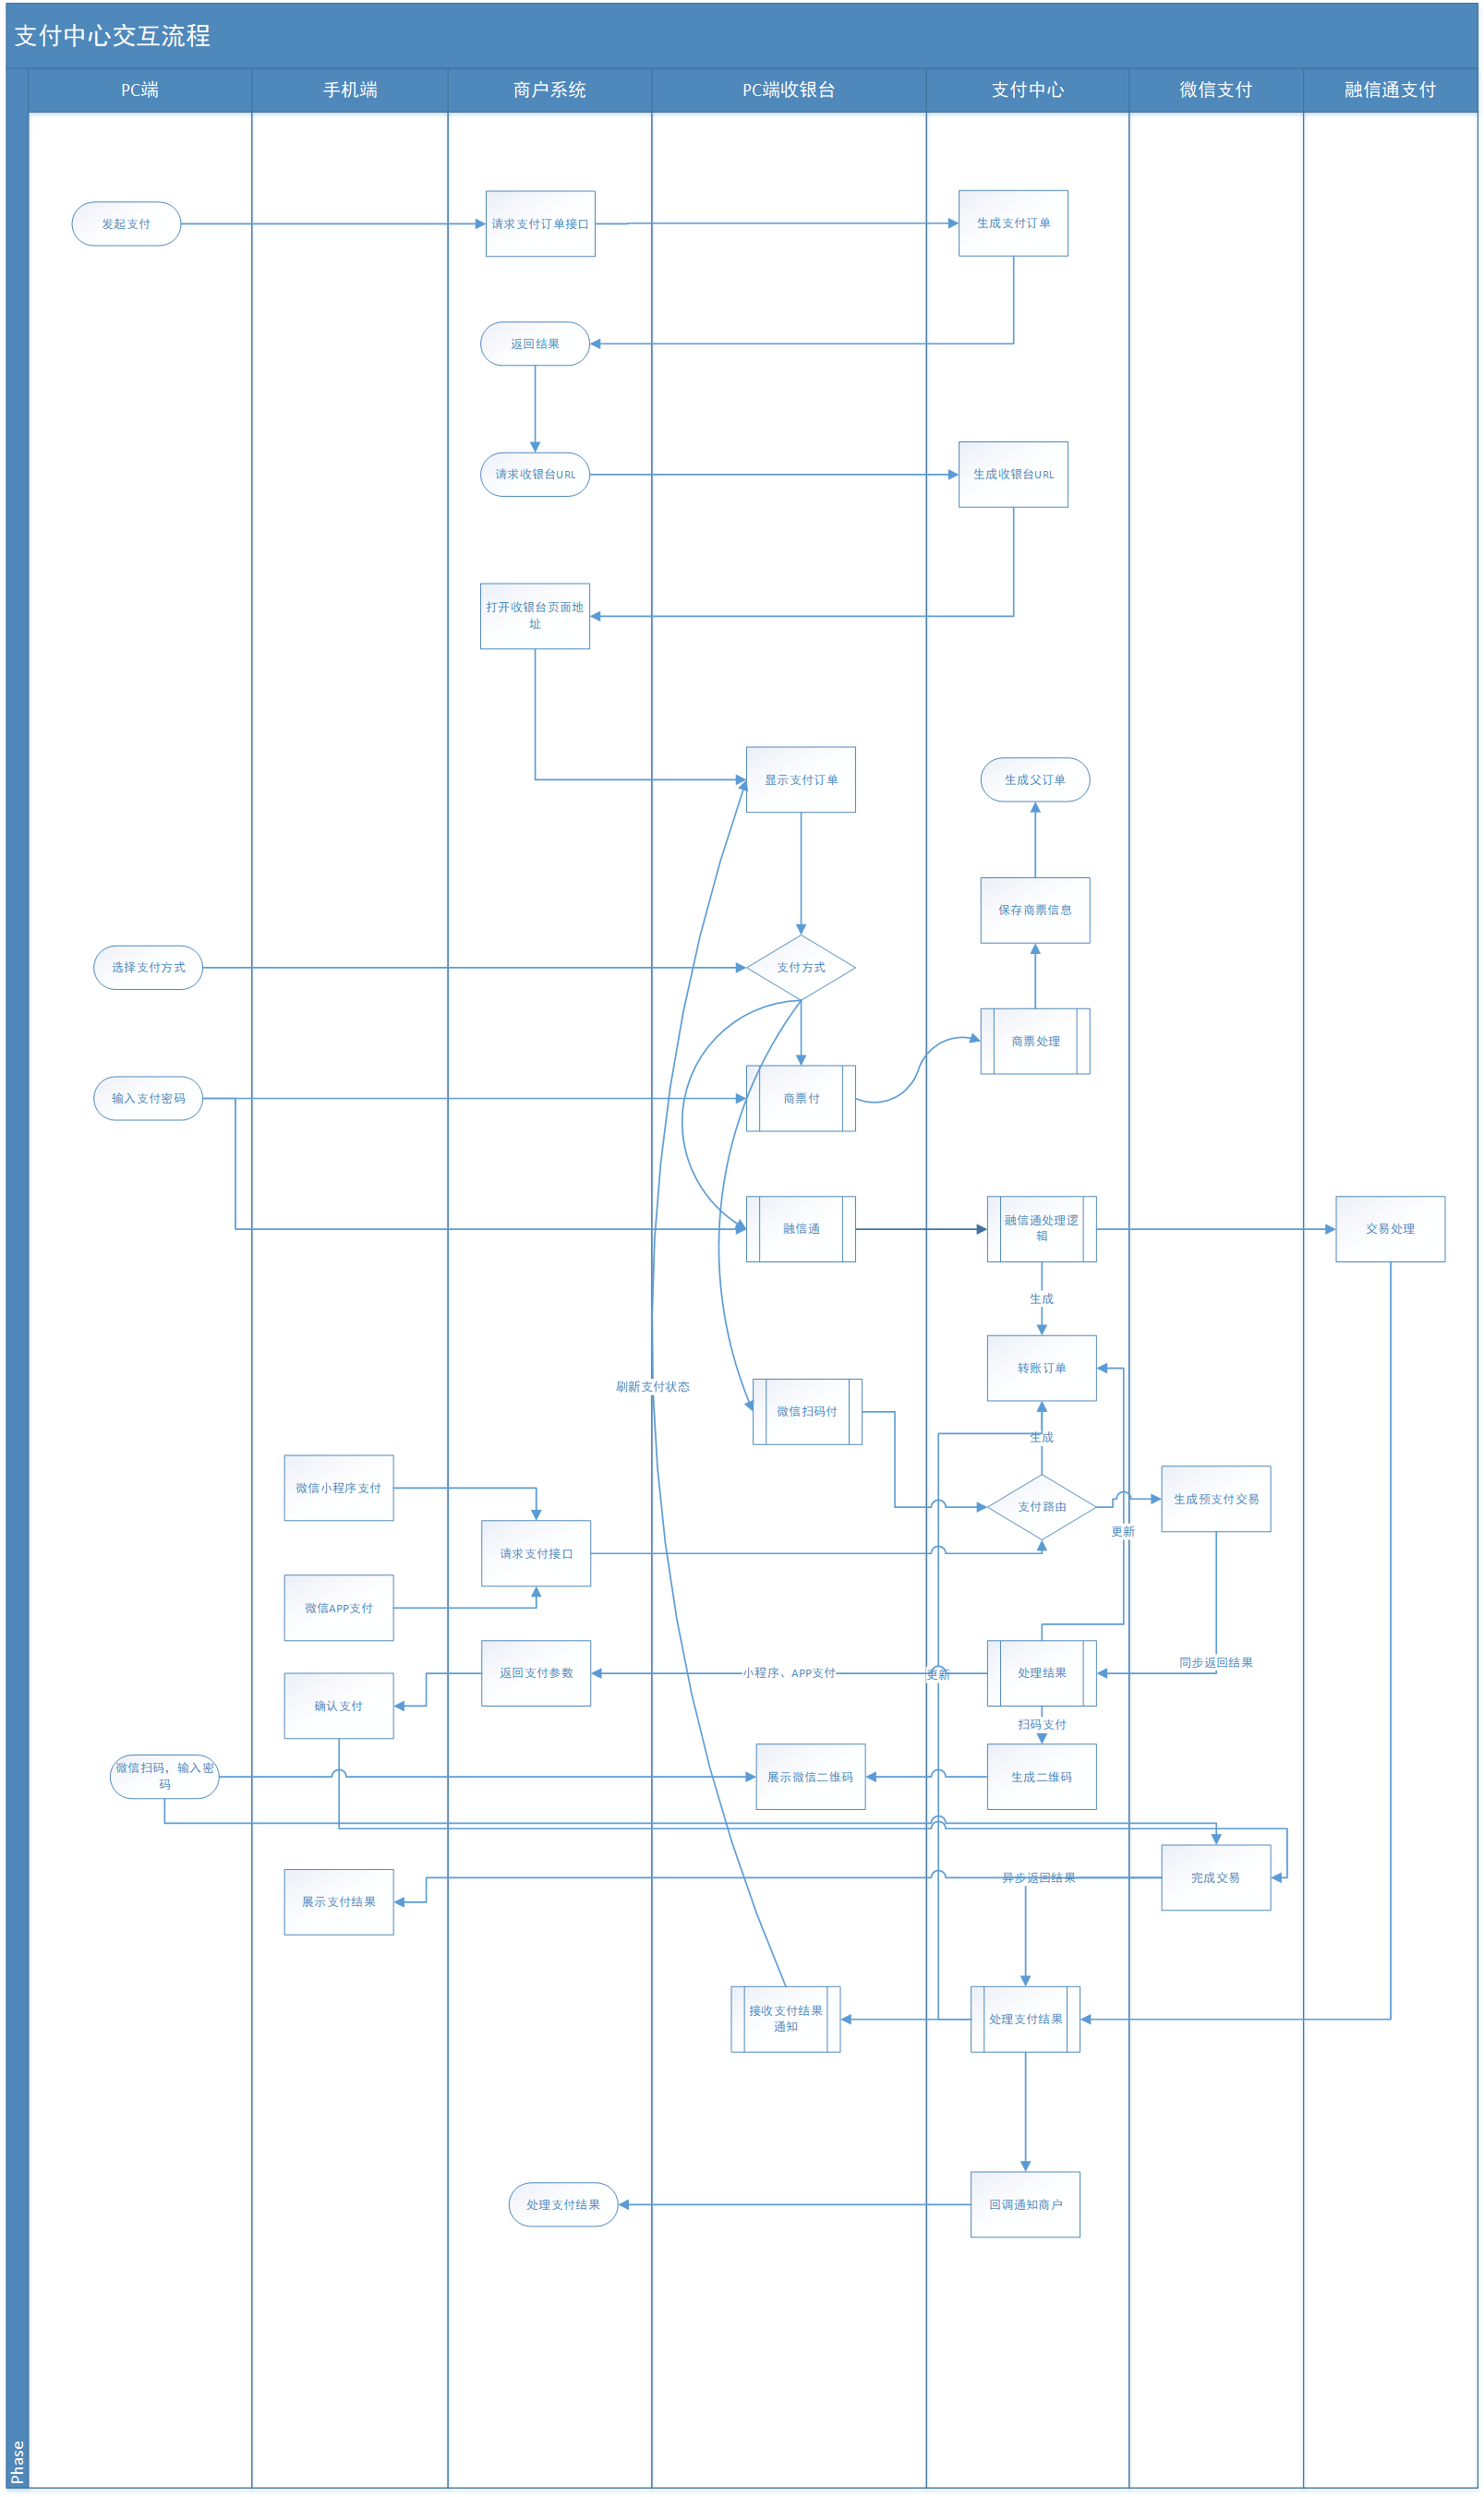 支付中心交互流程
PC端
手机端
商户系统
PC端收银台
支付中心
微信支付
融信通支付
发起支付
请求支付订单接口
生成支付订单
返回结果
请求收银台URL
生成收银台URL
打开收银台页面地
址
显示支付订单
生成父订单
保存商票信息
选择支付方式
支付方式
商票处理
输入支付密码
商票付
融信通
融信通处理逻
辑
交易处理
生成
转账订单
刷新支付状态
微信扫码付
生成
微信小程序支付
支付路由
生成预支付交易
更新
请求支付接口
微信APP支付
同步返回结果
返回支付参数
小程序、APP支付
更新
处理结果
确认支付
扫码支付
微信扫码，输入密
码
展示微信二维码
生成二维码
异步返回结果
完成交易
展示支付结果
接收支付结果
通知
处理支付结果
处理支付结果
回调通知商户
Phase